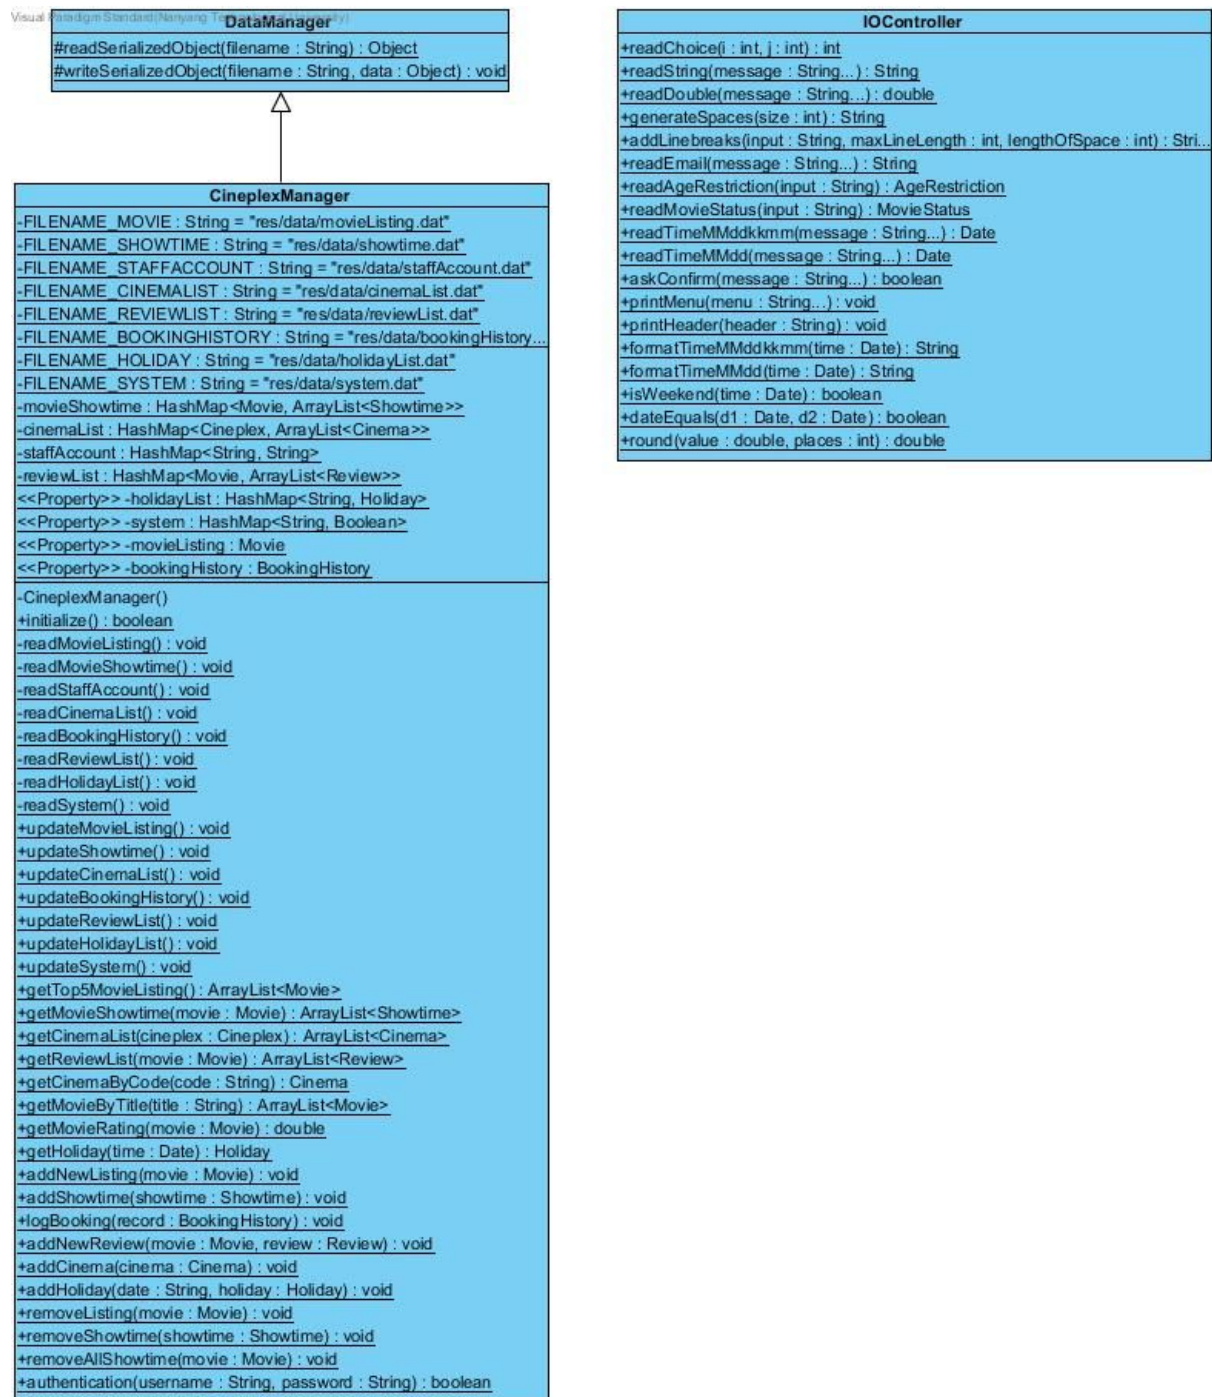 Visual Paradigm Standard(Nanyang University)
DataManager
#readSerializedObject(filename : String) : Object
#writeSerializedObject(filename : String, data : Object) : void
CineplexManager
-FILENAME_MOVIE : String = "res/data/movieListing.dat"
-FILENAME_SHOWTIME : String = "res/data/showtime.dat"
-FILENAME_STAFFACCOUNT : String = "res/data/staffAccount.dat"
-FILENAME_CINEMALIST : String = "res/data/cinemaList.dat"
-FILENAME_REVIEWLIST : String = "res/data/reviewList.dat"
-FILENAME_BOOKINGHISTORY : String = "res/data/bookingHistory...
-FILENAME_HOLIDAY : String = "res/data/holidayList.dat"
-FILENAME_SYSTEM : String = "res/data/system.dat"
-movieShowtime : HashMap<Movie, ArrayList<Showtime>>
-cinemaList : HashMap<Cineplex, ArrayList<Cinema>>
-staffAccount : HashMap<String, String>
-reviewList : HashMap<Movie, ArrayList<Review>>
<<Property>> -holidayList : HashMap<String, Holiday>
<<Property>> -system : HashMap<String, Boolean>
<<Property>> -movieListing : Movie
<<Property>> -bookingHistory : BookingHistory
-CineplexManager()
+initialize() : boolean
-readMovieListing() : void
-readMovieShowtime() : void
-readStaffAccount() : void
-readCinemaList() : void
-readBookingHistory() : void
-readReviewList() : void
-readHolidayList() : void
-readSystem() : void
+updateMovieListing() : void
+updateShowtime() : void
+updateCinemaList() : void
+updateBookingHistory() : void
+updateReviewList() : void
+updateHolidayList() : void
+updateSystem() : void
+getTop5MovieListing() : ArrayList<Movie>
+getMovieShowtime(movie : Movie) : ArrayList<Showtime>
+getCinemaList(cineplex : Cineplex) : ArrayList<Cinema>
+getReviewList(movie : Movie) : ArrayList<Review>
+getCinemaByCode(code : String) : Cinema
+getMovieByTitle(title : String) : ArrayList<Movie>
+getMovieRating(movie : Movie) : double
+getHoliday(time : Date) : Holiday
+addNewListing(movie : Movie) : void
+addShowtime(showtime : Showtime) : void
+logBooking(record : BookingHistory) : void
+addNewReview(movie : Movie, review : Review) : void
+addCinema(cinema : Cinema) : void
+addHoliday(date : String, holiday : Holiday) : void
+removeListing(movie : Movie) : void
+removeShowtime(showtime : Showtime) : void
+removeAllShowtime(movie : Movie) : void
+authentication(username : String, password : String) : boolean
IOController
+readChoice(i : int, j : int) : int
+readString(message : String...) : String
+readDouble(message : String...) : double
+generateSpaces(size : int) : String
+addLinebreaks(input : String, maxLineLength : int, lengthOfSpace : int) : Stri...
+readEmail(message : String...) : String
+readAgeRestriction(input : String) : AgeRestriction
+readMovieStatus(input : String) : MovieStatus
+readTimeMMddkkmm(message : String...) : Date
+readTimeMMdd(message : String...) : Date
+askConfirm(message : String...) : boolean
+printMenu(menu : String...) : void
+printHeader(header : String) : void
+formatTimeMMddkkmm(time : Date) : String
+formatTimeMMdd(time : Date) : String
+isWeekend(time : Date) : boolean
+dateEquals(d1 : Date, d2 : Date) : boolean
+round(value : double, places : int) : double